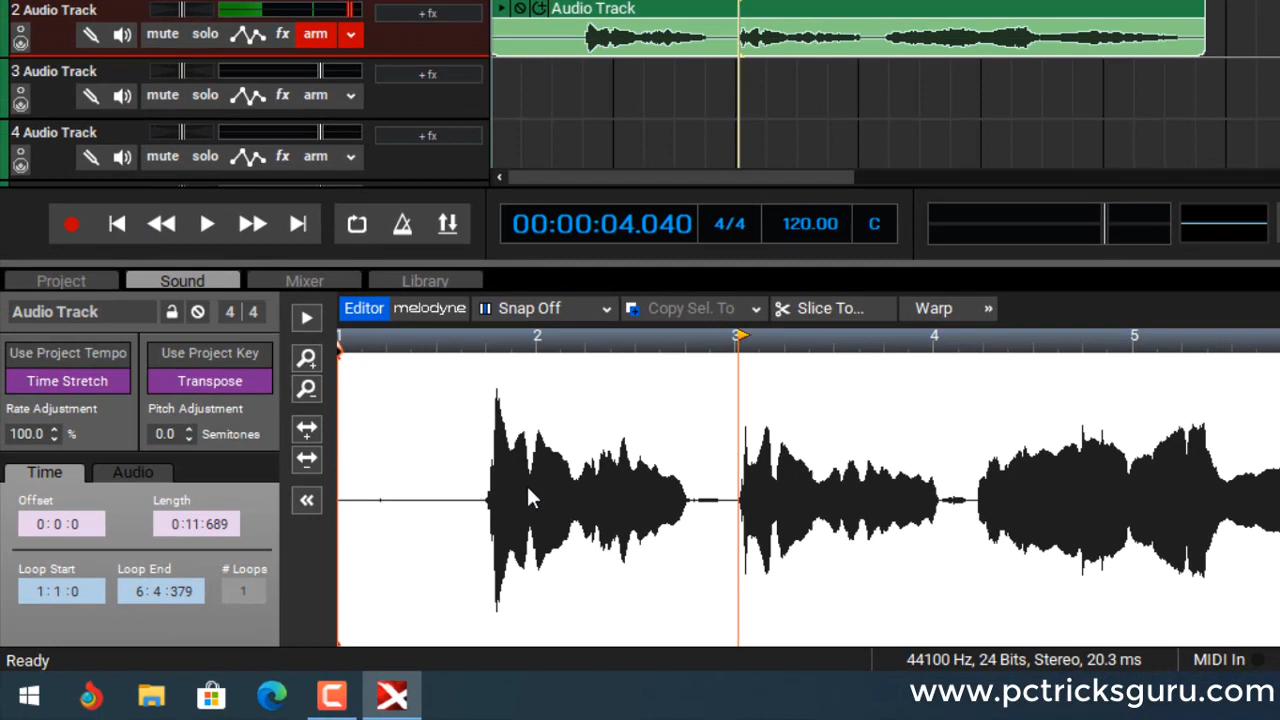 2 Audio Track
+ fx
Audio Track
mute solo fx arm
3 Audio Track
+ fx
mute solo fx arm
4 Audio Track
+ fx
mute solo fx arm
00:00:04.040 4/4 120.00 C
Project Sound Mixer Library
Audio Track 4 4
Editor melodyne Snap Off Copy Sel. To Slice To... Warp »
1 2 3 4 5
Use Project Tempo Use Project Key
Time Stretch Transpose
Rate Adjustment Pitch Adjustment
100.0 % 0.0 Semitones
Time Audio
Offset Length
0: 0 :0 0:11:689
Loop Start Loop End # Loops
1: 1 :0 6: 4 :379 1
Ready 44100 Hz, 24 Bits, Stereo, 20.3 ms MIDI In
www.pctricksguru.com